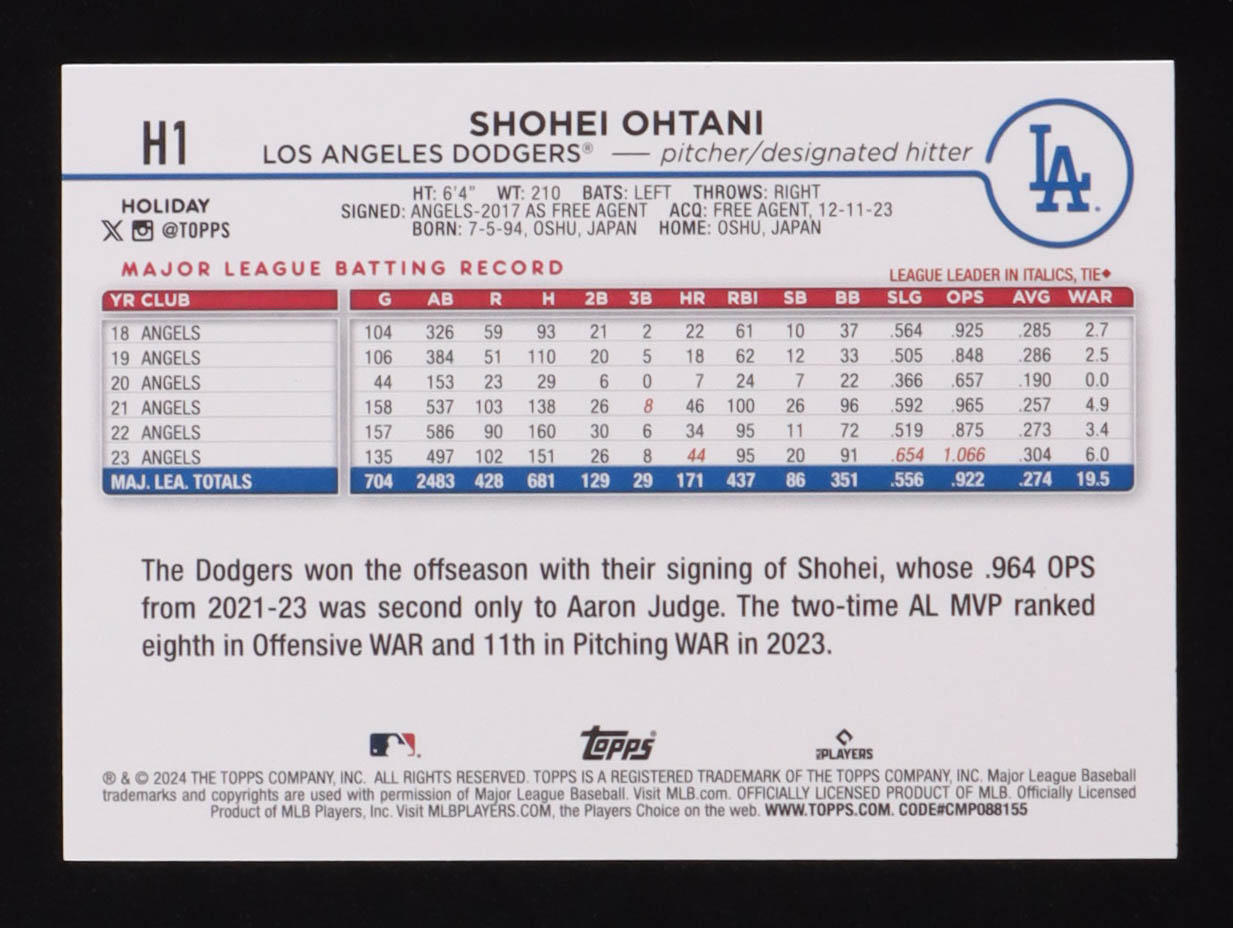 H1
SHOHEI OHTANI
LOS ANGELES DODGERS® — pitcher/designated hitter
LA
HOLIDAY
X @TOPPS
HT: 6'4" WT: 210 BATS: LEFT THROWS: RIGHT
SIGNED: ANGELS-2017 AS FREE AGENT ACQ: FREE AGENT, 12-11-23
BORN: 7-5-94, OSHU, JAPAN HOME: OSHU, JAPAN
MAJOR LEAGUE BATTING RECORD
LEAGUE LEADER IN ITALICS, TIE♦
YR CLUB G AB R H 2B 3B HR RBI SB BB SLG OPS AVG WAR
18 ANGELS 104 326 59 93 21 2 22 61 10 37 .564 .925 .285 2.7
19 ANGELS 106 384 51 110 20 5 18 62 12 33 .505 .848 .286 2.5
20 ANGELS 44 153 23 29 6 0 7 24 7 22 .366 .657 .190 0.0
21 ANGELS 158 537 103 138 26 8 46 100 26 96 .592 .965 .257 4.9
22 ANGELS 157 586 90 160 30 6 34 95 11 72 .519 .875 .273 3.4
23 ANGELS 135 497 102 151 26 8 44 95 20 91 .654 1.066 .304 6.0
MAJ. LEA. TOTALS 704 2483 428 681 129 29 171 437 86 351 .556 .922 .274 19.5
The Dodgers won the offseason with their signing of Shohei, whose .964 OPS
from 2021-23 was second only to Aaron Judge. The two-time AL MVP ranked
eighth in Offensive WAR and 11th in Pitching WAR in 2023.
Topps®
MLB PLAYERS
® & © 2024 THE TOPPS COMPANY, INC. ALL RIGHTS RESERVED. TOPPS IS A REGISTERED TRADEMARK OF THE TOPPS COMPANY, INC. Major League Baseball
trademarks and copyrights are used with permission of Major League Baseball. Visit MLB.com. OFFICIALLY LICENSED PRODUCT OF MLB. Officially Licensed
Product of MLB Players, Inc. Visit MLBPLAYERS.COM, the Players Choice on the web. WWW.TOPPS.COM. CODE#CMP088155